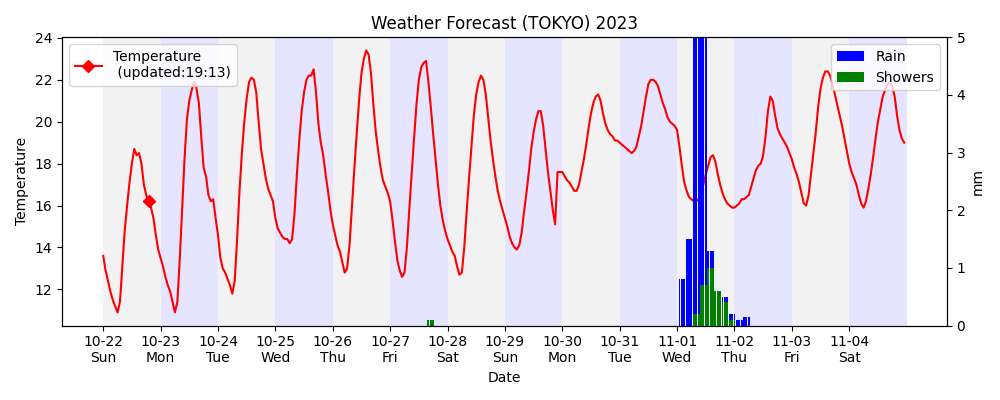 Weather Forecast (TOKYO) 2023
Temperature
(updated:19:13)
Rain
Showers
Temperature
24
22
20
18
16
14
12
5
4
3
2
1
0
mm
10-22 10-23 10-24 10-25 10-26 10-27 10-28 10-29 10-30 10-31 11-01 11-02 11-03 11-04
Sun Mon Tue Wed Thu Fri Sat Sun Mon Tue Wed Thu Fri Sat
Date